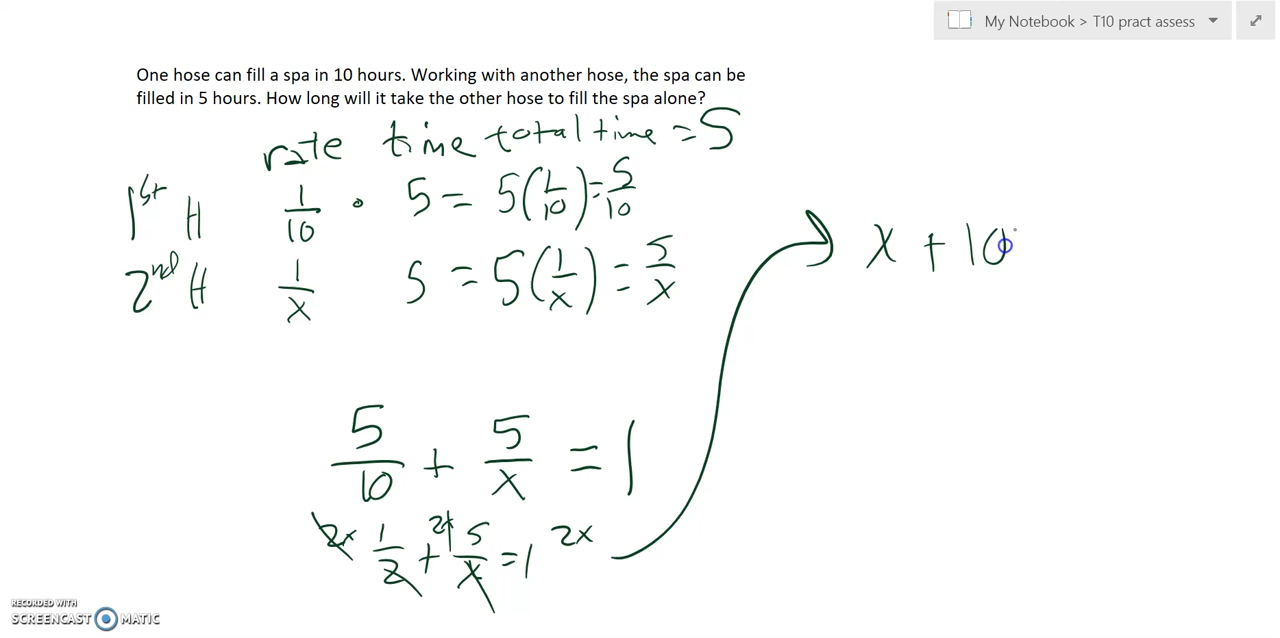 My Notebook > T10 pract assess
One hose can fill a spa in 10 hours. Working with another hose, the spa can be
filled in 5 hours. How long will it take the other hose to fill the spa alone?
rate time total time = 5
1st H 1/10 · 5 = 5(1/10) = 5/10
2nd H 1/x 5 = 5(1/x) = 5/x
x + 10
5/10 + 5/x = 1
2x 1/2 + 2x 5/x = 1 2x
RECORDED WITH
SCREENCAST MATIC